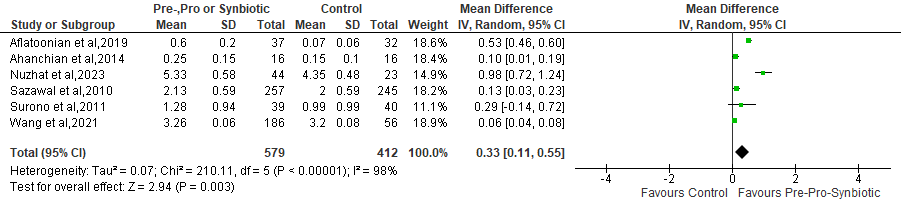 Pre-,Pro or Synbiotic Control Mean Difference Mean Difference
Study or Subgroup Mean SD Total Mean SD Total Weight IV, Random, 95% CI IV, Random, 95% CI
Aflatoonian et al,2019 0.6 0.2 37 0.07 0.06 32 18.6% 0.53 [0.46, 0.60]
Ahanchian et al,2014 0.25 0.15 16 0.15 0.1 16 18.4% 0.10 [0.01, 0.19]
Nuzhat et al,2023 5.33 0.58 44 4.35 0.48 23 14.7% 0.98 [0.72, 1.24]
Sazawal et al,2010 2.13 0.59 257 2 0.59 245 18.3% 0.13 [0.03, 0.23]
Surono et al,2011 1.28 0.94 39 0.99 0.99 40 11.1% 0.29 [-0.14, 0.72]
Wang et al,2021 3.26 0.06 186 3.2 0.08 56 18.9% 0.06 [0.04, 0.08]
Total (95% CI) 579 412 100.0% 0.33 [0.11, 0.55]
Heterogeneity: Tau² = 0.07; Chi² = 210.11, df = 5 (P < 0.00001); I² = 98%
Test for overall effect: Z = 2.94 (P = 0.003)
-4 -2 0 2 4
Favours Control Favours Pre-Pro-Synbiotic